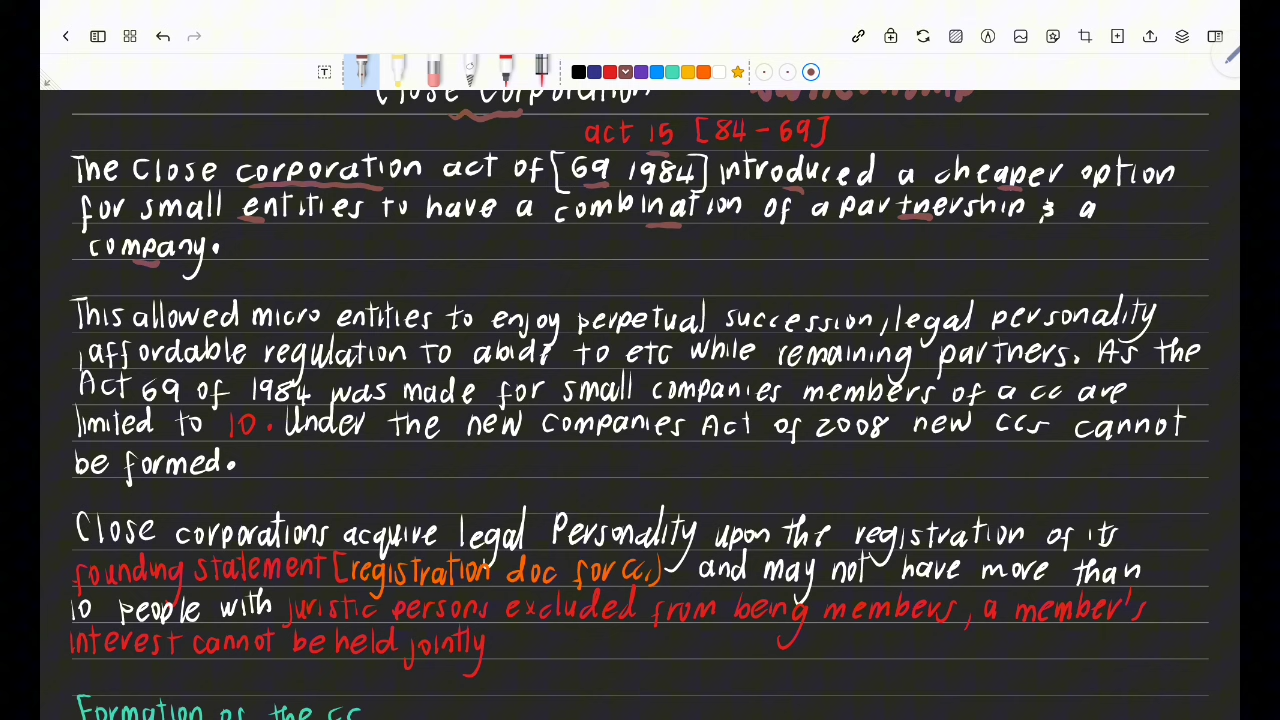 Close Corporation
act 15 [84 - 69]
The Close corporation act of [69 1984] introduced a cheaper option
for small entities to have a combination of a partnership & a
company.
This allowed micro entities to enjoy perpetual succession, legal personality
, affordable regulation to abide to etc while remaining partners. As the
Act 69 of 1984 was made for small companies members of a cc are
limited to 10. Under the new companies Act of 2008 new CCs cannot
be formed.
Close corporations acquire legal Personality upon the registration of its
founding statement [registration doc for CCs) and may not have more than
10 people with juristic persons excluded from being members, a member's
interest cannot be held jointly
Formation of the CC